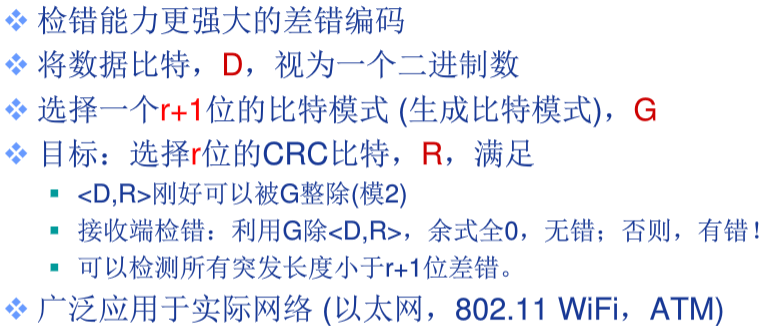 检错能力更强大的差错编码
将数据比特，D，视为一个二进制数
选择一个r+1位的比特模式 (生成比特模式)，G
目标：选择r位的CRC比特，R，满足
<D,R>刚好可以被G整除(模2)
接收端检错：利用G除<D,R>，余式全0，无错；否则，有错！
可以检测所有突发长度小于r+1位差错。
广泛应用于实际网络 (以太网，802.11 WiFi，ATM)